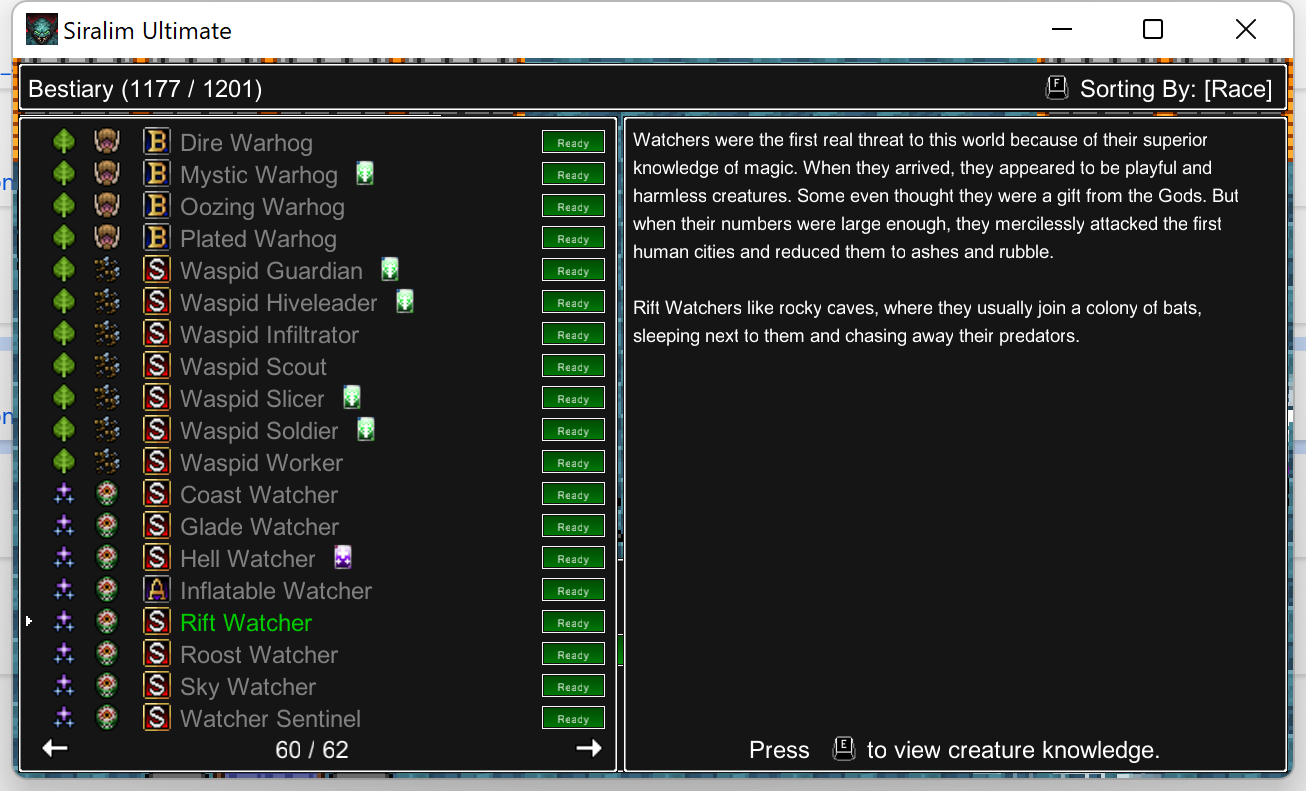 Siralim Ultimate
Bestiary (1177 / 1201)
F Sorting By: [Race]
B Dire Warhog Ready
B Mystic Warhog Ready
B Oozing Warhog Ready
B Plated Warhog Ready
S Waspid Guardian Ready
S Waspid Hiveleader Ready
S Waspid Infiltrator Ready
S Waspid Scout Ready
S Waspid Slicer Ready
S Waspid Soldier Ready
S Waspid Worker Ready
S Coast Watcher Ready
S Glade Watcher Ready
S Hell Watcher Ready
A Inflatable Watcher Ready
S Rift Watcher Ready
S Roost Watcher Ready
S Sky Watcher Ready
S Watcher Sentinel Ready
60 / 62
Watchers were the first real threat to this world because of their superior
knowledge of magic. When they arrived, they appeared to be playful and
harmless creatures. Some even thought they were a gift from the Gods. But
when their numbers were large enough, they mercilessly attacked the first
human cities and reduced them to ashes and rubble.
Rift Watchers like rocky caves, where they usually join a colony of bats,
sleeping next to them and chasing away their predators.
Press E to view creature knowledge.